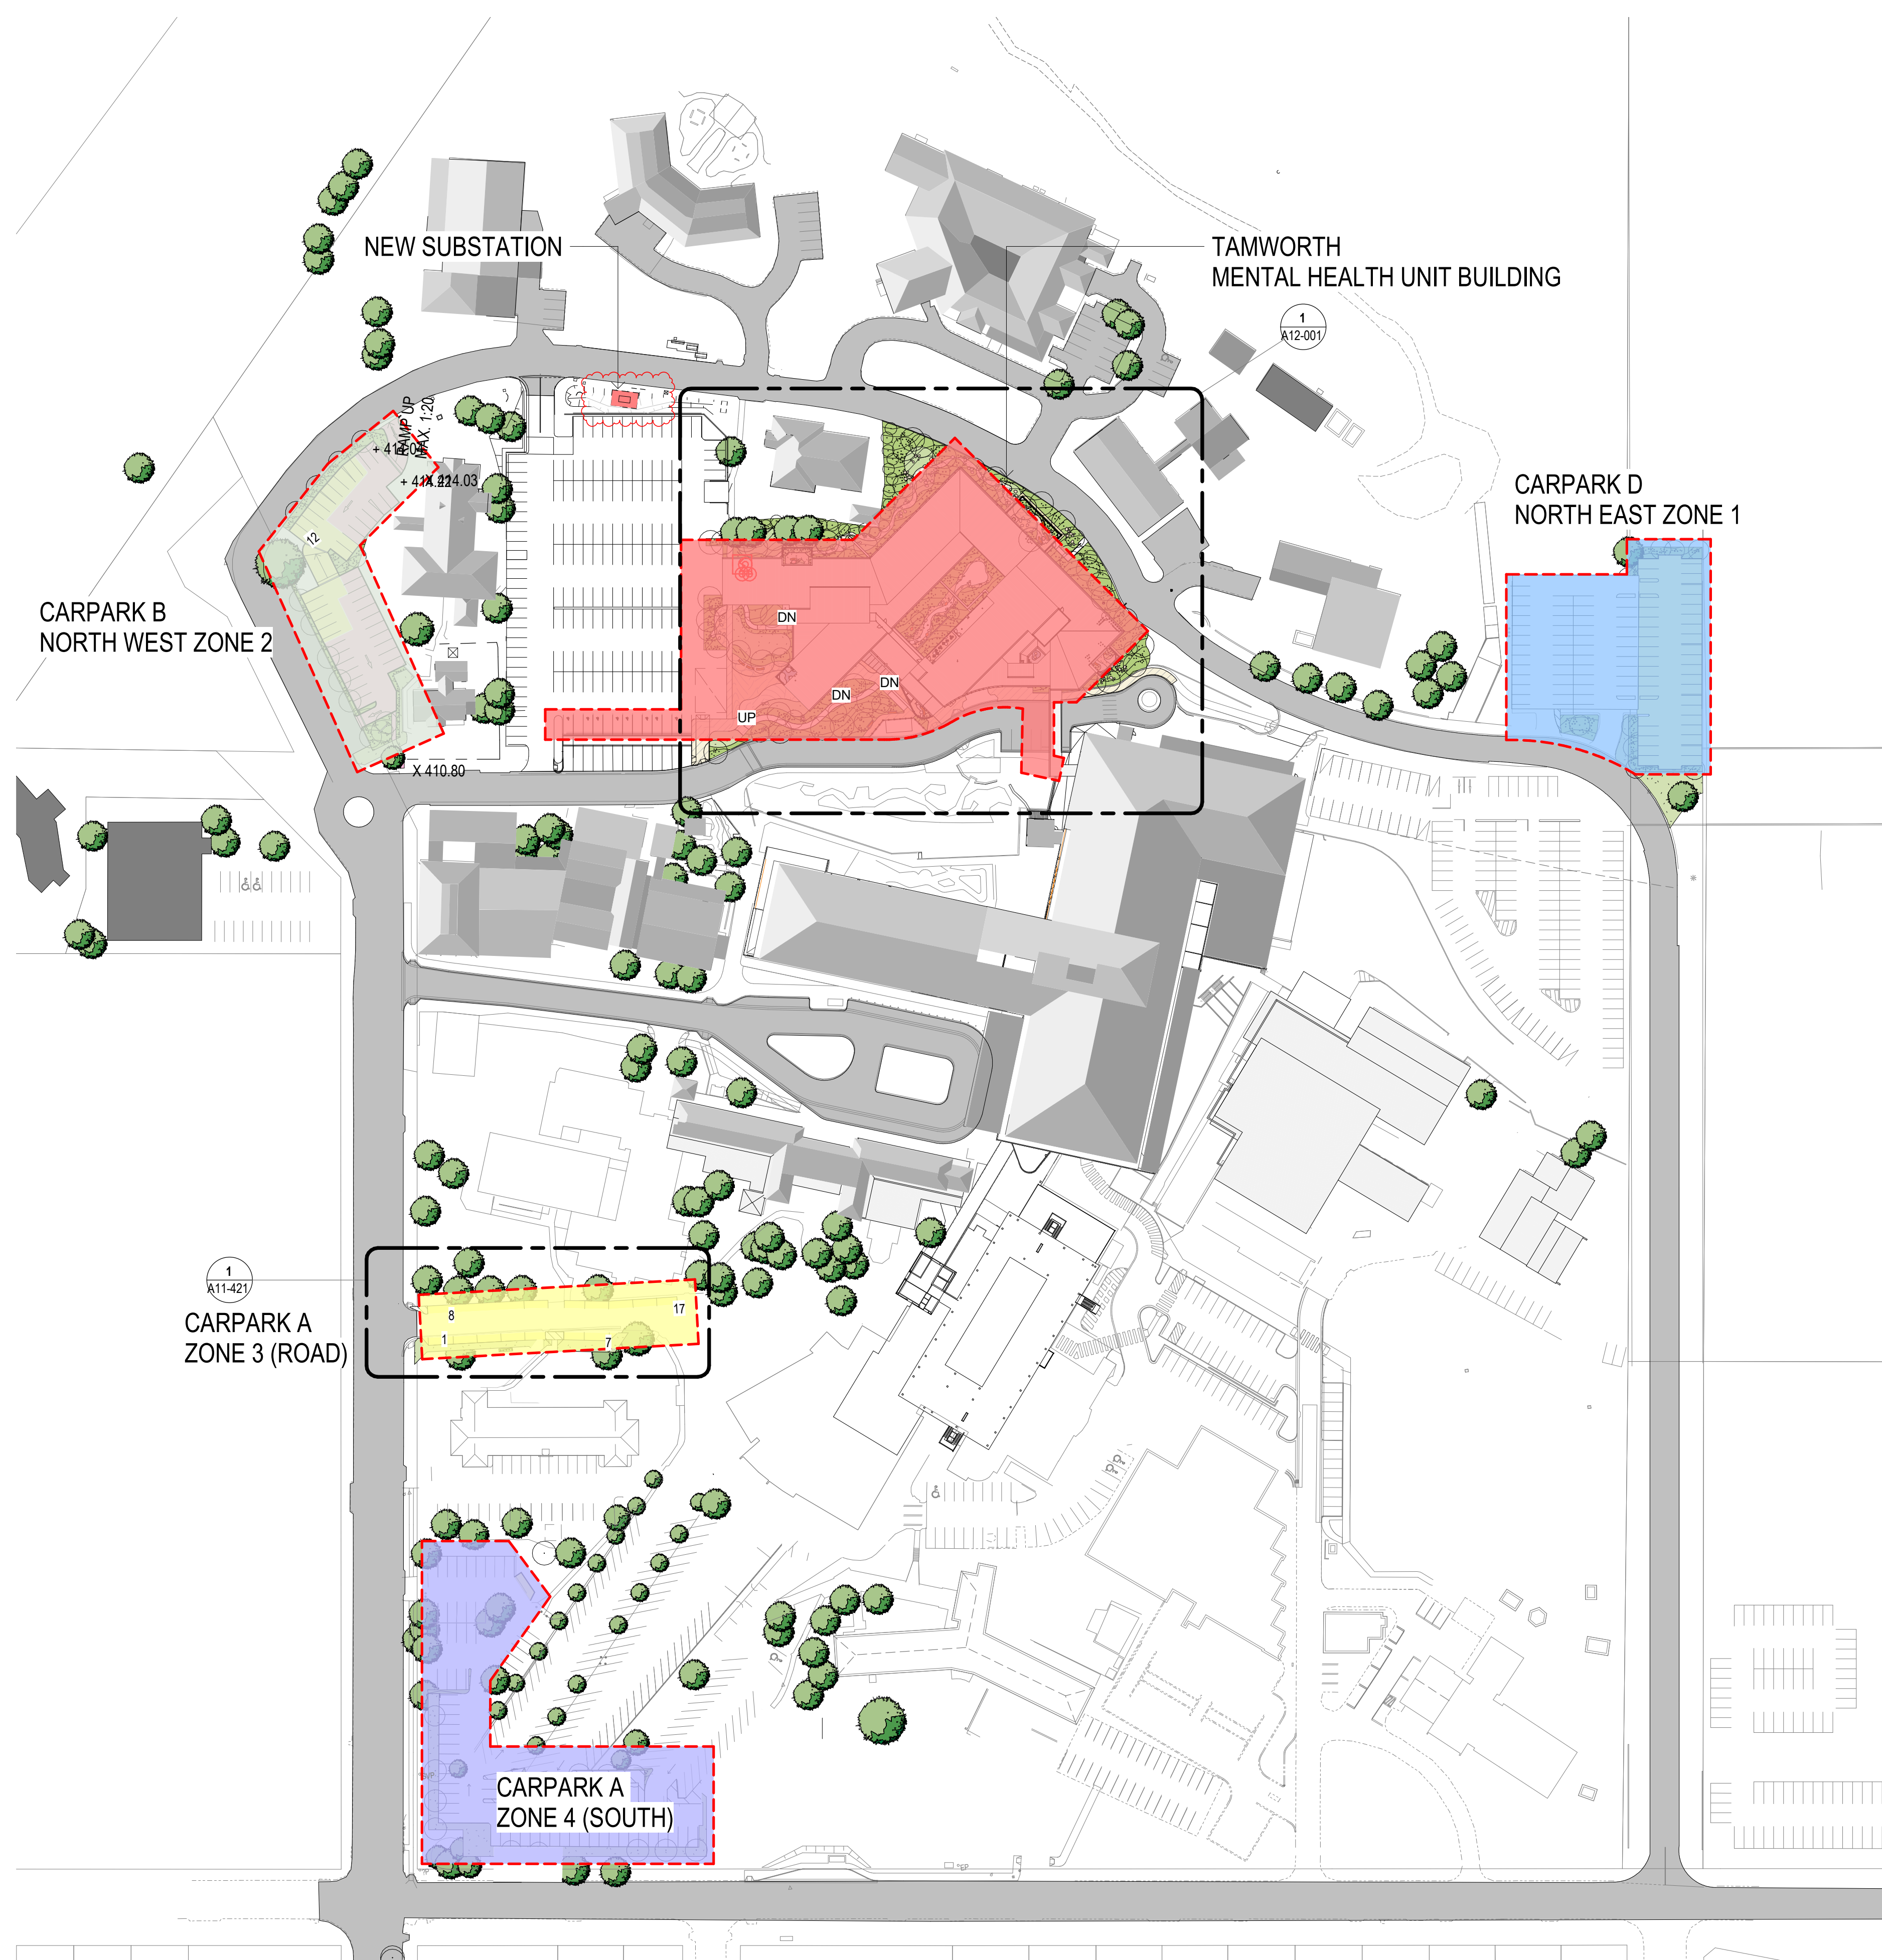 NEW SUBSTATION
TAMWORTH
MENTAL HEALTH UNIT BUILDING
1
A12-001
RAMP UP
MAX. 1:20
X 414.03
12
CARPARK D
NORTH EAST ZONE 1
CARPARK B
NORTH WEST ZONE 2
DN
DN
DN
UP
X 410.80
1
A11-421
CARPARK A
ZONE 3 (ROAD)
8
17
1
7
CARPARK A
ZONE 4 (SOUTH)